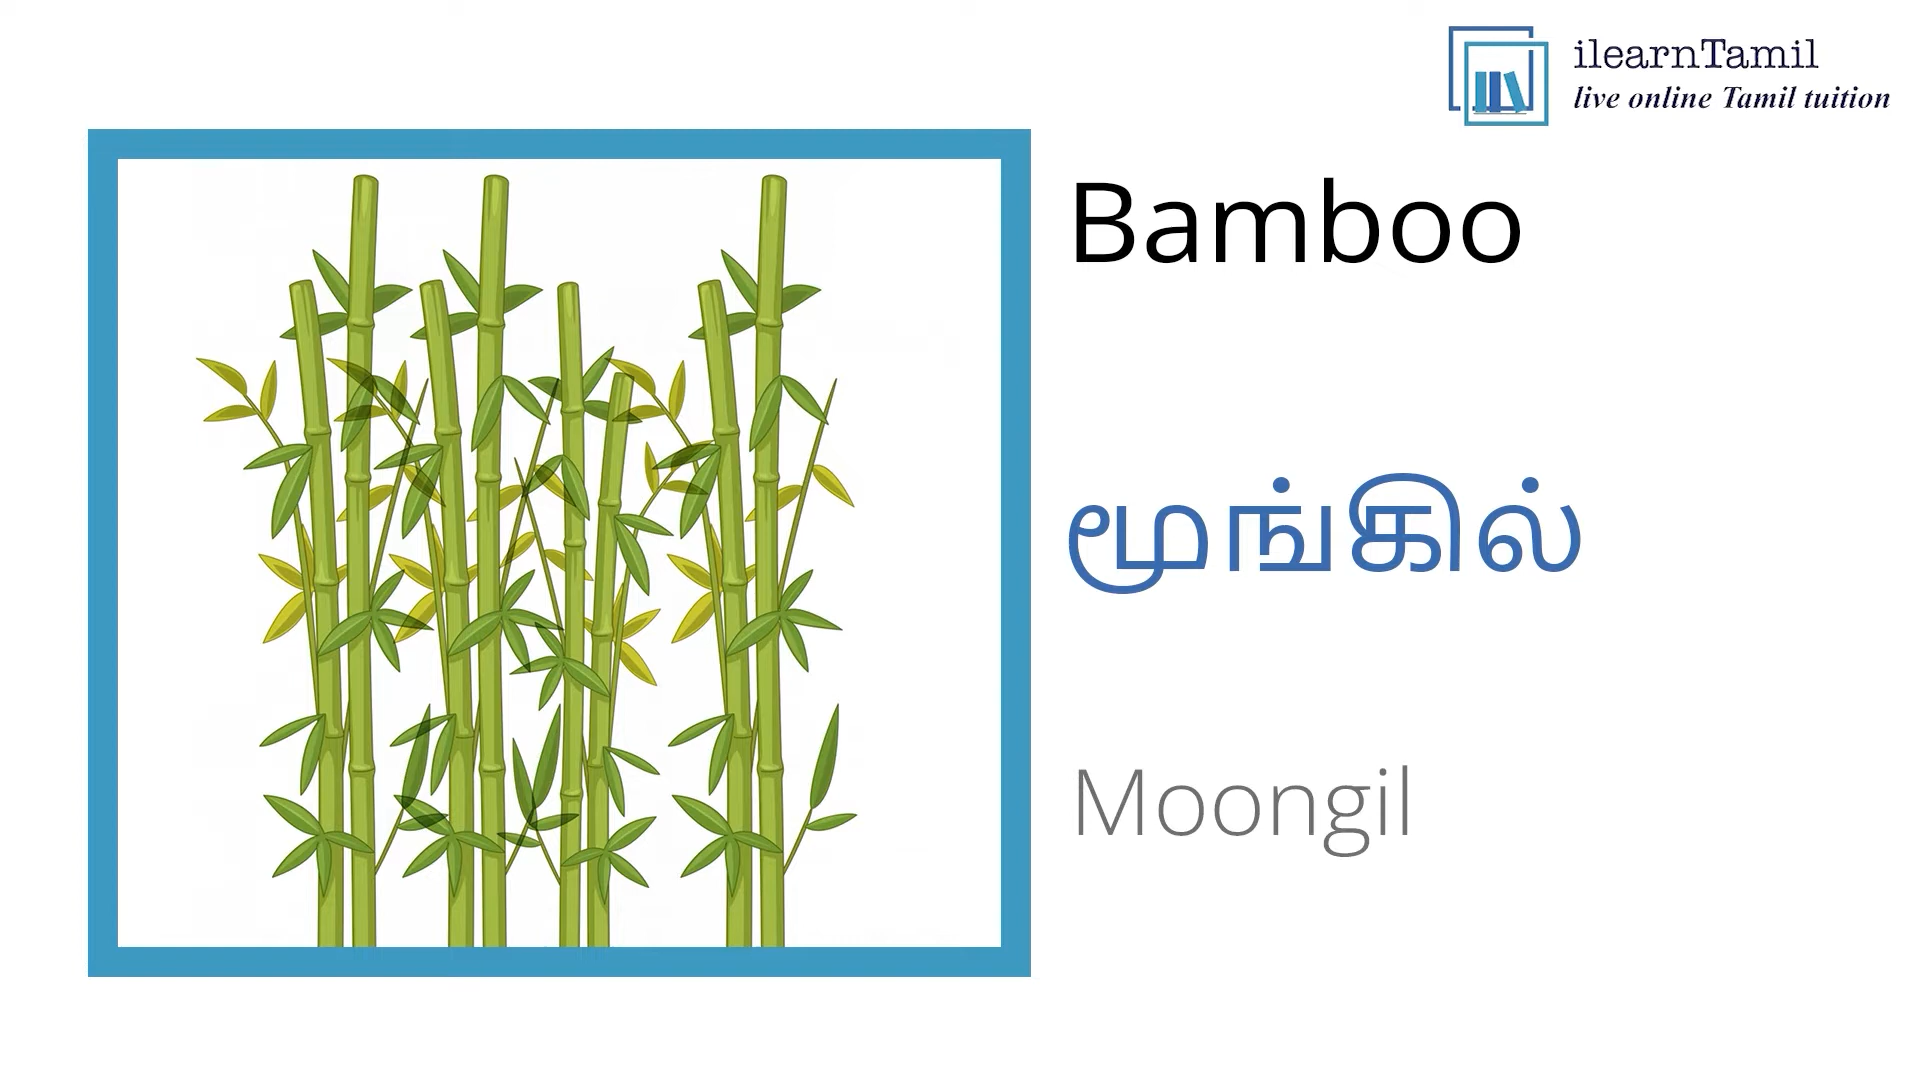 ilearnTamil
live online Tamil tuition
Bamboo
மூங்கில்
Moongil